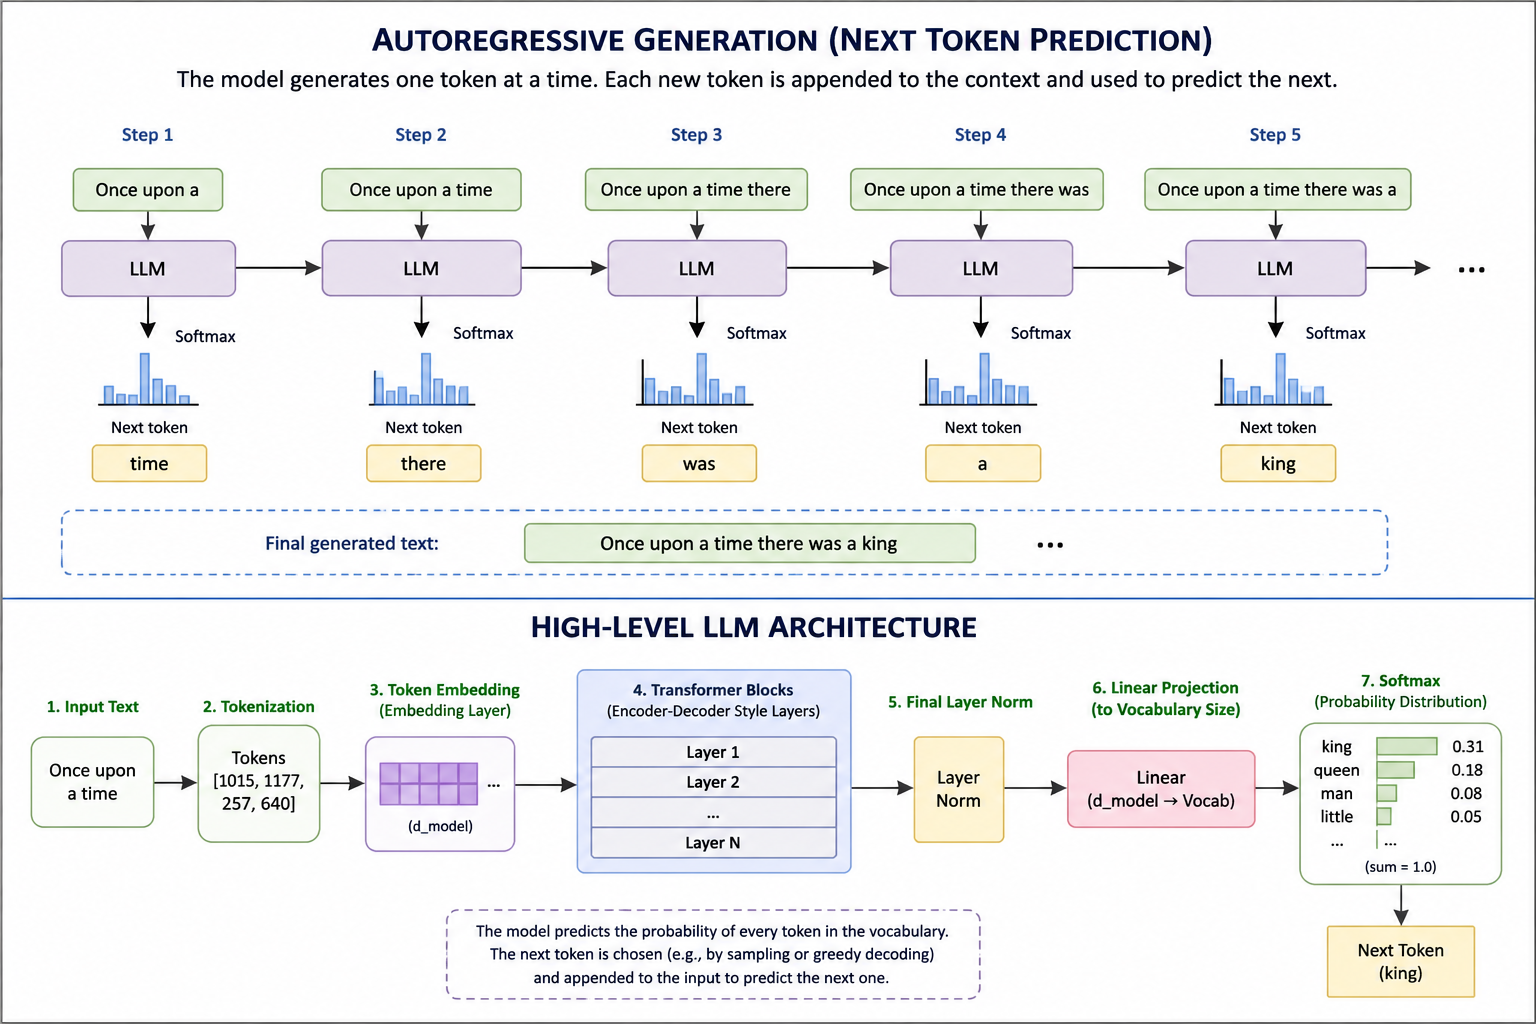 AUTOREGRESSIVE GENERATION (NEXT TOKEN PREDICTION)
The model generates one token at a time. Each new token is appended to the context and used to predict the next.
Step 1
Step 2
Step 3
Step 4
Step 5
Once upon a
Once upon a time
Once upon a time there
Once upon a time there was
Once upon a time there was a
LLM
LLM
LLM
LLM
LLM
...
Softmax
Softmax
Softmax
Softmax
Softmax
Next token
Next token
Next token
Next token
Next token
time
there
was
a
king
Final generated text:
Once upon a time there was a king
...
HIGH-LEVEL LLM ARCHITECTURE
1. Input Text
Once upon
a time
2. Tokenization
Tokens
[1015, 1177,
257, 640]
3. Token Embedding
(Embedding Layer)
...
(d_model)
4. Transformer Blocks
(Encoder-Decoder Style Layers)
Layer 1
Layer 2
...
Layer N
5. Final Layer Norm
Layer
Norm
6. Linear Projection
(to Vocabulary Size)
Linear
(d_model → Vocab)
7. Softmax
(Probability Distribution)
king 0.31
queen 0.18
man 0.08
little 0.05
... ...
(sum = 1.0)
Next Token
(king)
The model predicts the probability of every token in the vocabulary.
The next token is chosen (e.g., by sampling or greedy decoding)
and appended to the input to predict the next one.